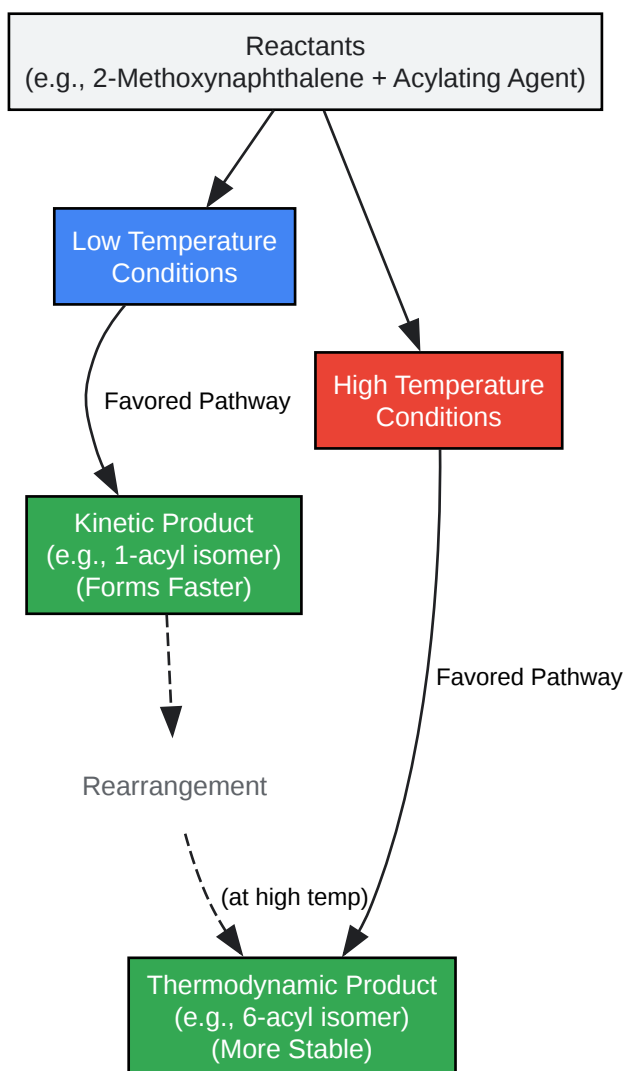 Reactants
(e.g., 2-Methoxynaphthalene + Acylating Agent)
Low Temperature
Conditions
High Temperature
Conditions
Favored Pathway
Kinetic Product
(e.g., 1-acyl isomer)
(Forms Faster)
Favored Pathway
Rearrangement
(at high temp)
Thermodynamic Product
(e.g., 6-acyl isomer)
(More Stable)